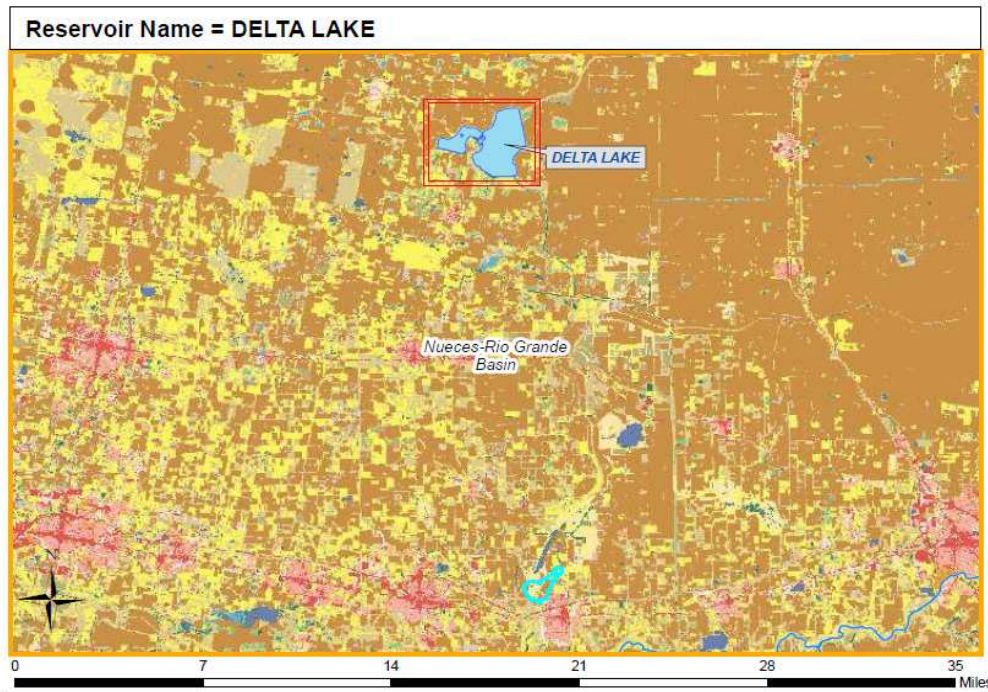 Reservoir Name = DELTA LAKE
DELTA LAKE
Nueces-Rio Grande
Basin
N
0 7 14 21 28 35
Miles